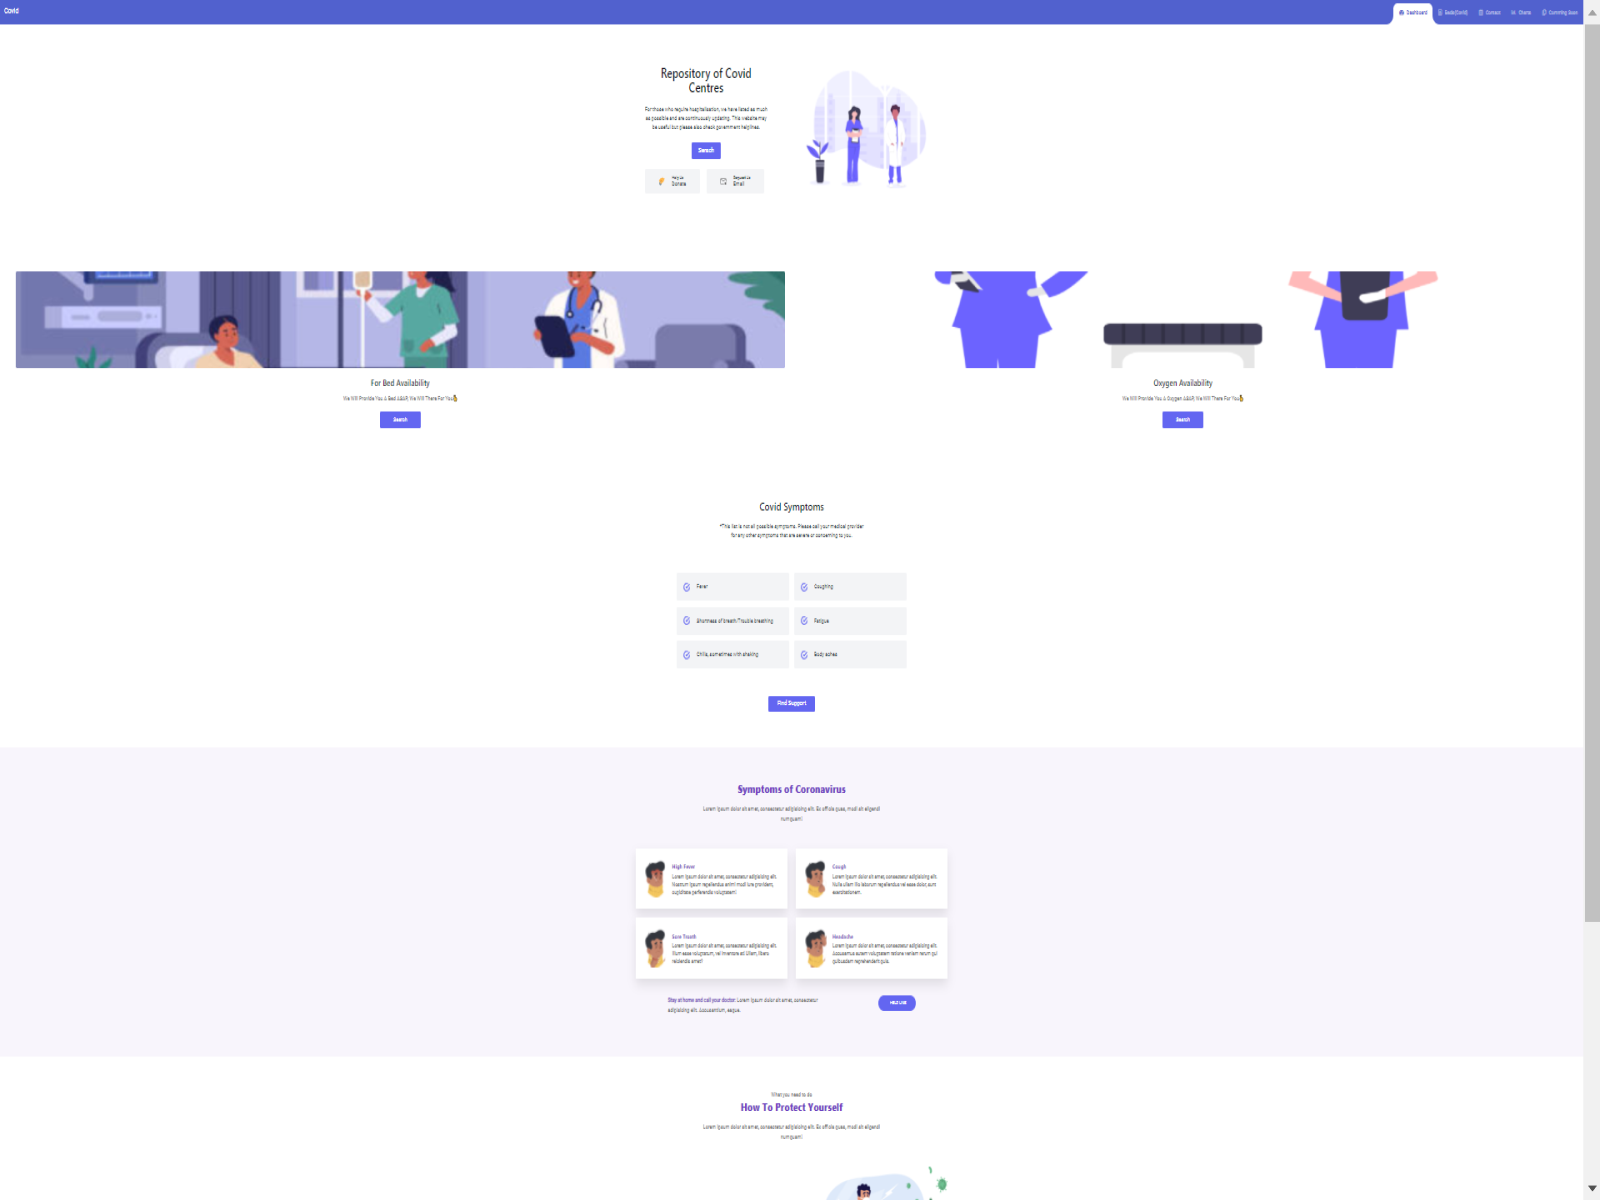 Covid
Dashboard
Contact
Charts
Repository of Covid
Centres
For those who require hospitalisation, we have listed as much
as possible and are continuously updating. This website may
be useful but please also check government helplines.
Search
Help Us
Donate
Request Us
Email
For Bed Availability
We Will Provide You A Bed ASAP, We Will There For You
Search
Oxygen Availability
We Will Provide You A Oxygen ASAP, We Will There For You
Search
Covid Symptoms
*This list is not all possible symptoms. Please call your medical provider
for any other symptoms that are severe or concerning to you.
Fever
Coughing
Shortness of breath/Trouble breathing
Fatigue
Chills, sometimes with shaking
Body aches
Find Support
Symptoms of Coronavirus
Lorem ipsum dolor sit amet, consectetur adipisicing elit. Ex officia quas, modi sit eligendi
numquam!
High Fever
Lorem ipsum dolor sit amet, consectetur adipisicing elit.
Nostrum ipsum repellendus animi modi iure provident,
cupiditate perferendis voluptatem!
Cough
Lorem ipsum dolor sit amet, consectetur adipisicing elit.
Nulla ullam illo laborum repellendus vel esse dolor, sunt
exercitationem.
Sore Troath
Lorem ipsum dolor sit amet, consectetur adipisicing elit.
Illum esse voluptatum, vel inventore ad Ullam, libero
reiciendis amet!
Headache
Lorem ipsum dolor sit amet, consectetur adipisicing elit.
Accusamus autem voluptatem ratione veniam rerum qui
quibusdam reprehenderit quis.
Stay at home and call your doctor: Lorem ipsum dolor sit amet, consectetur
adipisicing elit. Accusantium, eaque.
HELP LINE
What you need to do
How To Protect Yourself
Lorem ipsum dolor sit amet, consectetur adipisicing elit. Ex officia quas, modi sit eligendi
numquam!